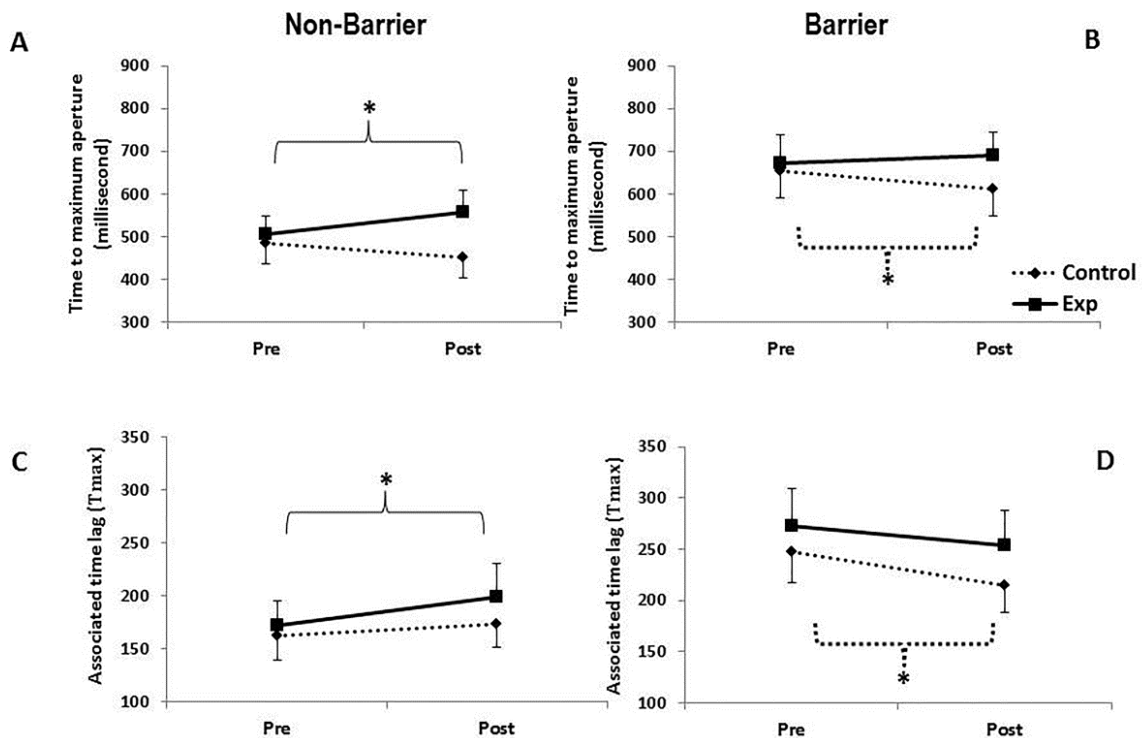 Non-Barrier
Barrier
A
B
Time to maximum aperture
(millisecond)
900
800
700
600
500
400
300
*
Pre
Post
Time to maximum aperture
(millisecond)
900
800
700
600
500
400
300
*
Pre
Post
Control
Exp
C
D
Associated time lag (Tmax)
350
300
250
200
150
100
*
Pre
Post
Associated time lag (Tmax)
350
300
250
200
150
100
*
Pre
Post